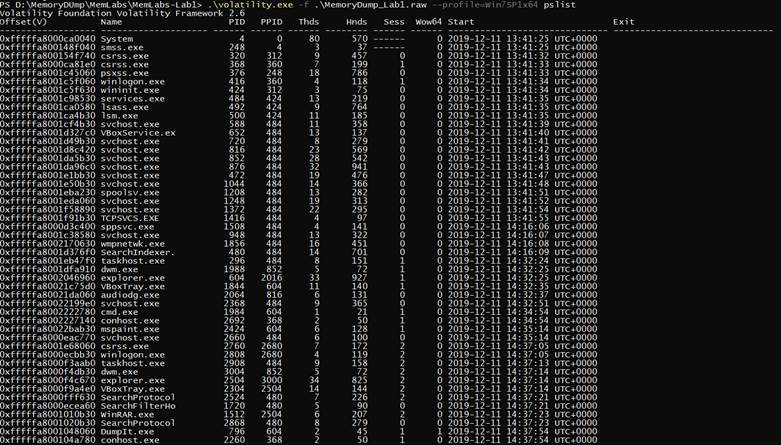 PS D:\MemoryDUmp\MemLabs\MemLabs-Lab1> .\volatility.exe -f .\MemoryDump_Lab1.raw --profile=Win7SP1x64 pslist
Volatility Foundation Volatility Framework 2.6
Offset(V) Name PID PPID Thds Hnds Sess Wow64 Start Exit
0xfffffa8000ca0040 System 4 0 80 570 ------ 0 2019-12-11 13:41:25 UTC+0000
0xfffffa800148f040 smss.exe 248 4 3 37 ------ 0 2019-12-11 13:41:25 UTC+0000
0xfffffa800154f740 csrss.exe 320 312 9 457 0 0 2019-12-11 13:41:32 UTC+0000
0xfffffa8000ca81e0 csrss.exe 368 360 7 199 1 0 2019-12-11 13:41:33 UTC+0000
0xfffffa8001c45060 psxss.exe 376 248 18 786 0 0 2019-12-11 13:41:33 UTC+0000
0xfffffa8001c5f060 winlogon.exe 416 360 4 118 1 0 2019-12-11 13:41:34 UTC+0000
0xfffffa8001c5f630 wininit.exe 424 312 3 75 0 0 2019-12-11 13:41:34 UTC+0000
0xfffffa8001c98530 services.exe 484 424 13 219 0 0 2019-12-11 13:41:35 UTC+0000
0xfffffa8001ca0580 lsass.exe 492 424 9 764 0 0 2019-12-11 13:41:35 UTC+0000
0xfffffa8001ca4b30 lsm.exe 500 424 11 185 0 0 2019-12-11 13:41:35 UTC+0000
0xfffffa8001cf4b30 svchost.exe 588 484 11 358 0 0 2019-12-11 13:41:39 UTC+0000
0xfffffa8001d327c0 VBoxService.ex 652 484 13 137 0 0 2019-12-11 13:41:40 UTC+0000
0xfffffa8001d49b30 svchost.exe 720 484 8 279 0 0 2019-12-11 13:41:41 UTC+0000
0xfffffa8001d8c420 svchost.exe 816 484 23 569 0 0 2019-12-11 13:41:42 UTC+0000
0xfffffa8001da5b30 svchost.exe 852 484 28 542 0 0 2019-12-11 13:41:43 UTC+0000
0xfffffa8001da96c0 svchost.exe 876 484 32 941 0 0 2019-12-11 13:41:43 UTC+0000
0xfffffa8001e1bb30 svchost.exe 472 484 19 476 0 0 2019-12-11 13:41:47 UTC+0000
0xfffffa8001e50b30 svchost.exe 1044 484 14 366 0 0 2019-12-11 13:41:48 UTC+0000
0xfffffa8001eba230 spoolsv.exe 1208 484 13 282 0 0 2019-12-11 13:41:51 UTC+0000
0xfffffa8001eda060 svchost.exe 1248 484 19 313 0 0 2019-12-11 13:41:52 UTC+0000
0xfffffa8001f58890 svchost.exe 1372 484 22 295 0 0 2019-12-11 13:41:54 UTC+0000
0xfffffa8001f91b30 TCPSVCS.EXE 1416 484 4 97 0 0 2019-12-11 13:41:55 UTC+0000
0xfffffa8000d3c400 sppsvc.exe 1508 484 4 141 0 0 2019-12-11 14:16:06 UTC+0000
0xfffffa8001c38580 svchost.exe 948 484 13 322 0 0 2019-12-11 14:16:07 UTC+0000
0xfffffa8002170630 wmpnetwk.exe 1856 484 16 451 0 0 2019-12-11 14:16:08 UTC+0000
0xfffffa8001d376f0 SearchIndexer. 480 484 14 701 0 0 2019-12-11 14:16:09 UTC+0000
0xfffffa8001eb47f0 taskhost.exe 296 484 8 151 1 0 2019-12-11 14:32:24 UTC+0000
0xfffffa8001dfa910 dwm.exe 1988 852 5 72 1 0 2019-12-11 14:32:25 UTC+0000
0xfffffa8002046960 explorer.exe 604 2016 33 927 1 0 2019-12-11 14:32:25 UTC+0000
0xfffffa80021c75d0 VBoxTray.exe 1844 604 11 140 1 0 2019-12-11 14:32:35 UTC+0000
0xfffffa80021da060 audiodg.exe 2064 816 6 131 0 0 2019-12-11 14:32:37 UTC+0000
0xfffffa80022199e0 svchost.exe 2368 484 9 365 0 0 2019-12-11 14:32:51 UTC+0000
0xfffffa8002222780 cmd.exe 1984 604 1 21 1 0 2019-12-11 14:34:54 UTC+0000
0xfffffa8002227140 conhost.exe 2692 368 2 50 1 0 2019-12-11 14:34:54 UTC+0000
0xfffffa80022bab30 mspaint.exe 2424 604 6 128 1 0 2019-12-11 14:35:14 UTC+0000
0xfffffa8000eac770 svchost.exe 2660 484 6 100 0 0 2019-12-11 14:35:14 UTC+0000
0xfffffa8001e68060 csrss.exe 2760 2680 7 172 2 0 2019-12-11 14:37:05 UTC+0000
0xfffffa8000ecbb30 winlogon.exe 2808 2680 4 119 2 0 2019-12-11 14:37:05 UTC+0000
0xfffffa8000f3aab0 taskhost.exe 2908 484 9 158 2 0 2019-12-11 14:37:13 UTC+0000
0xfffffa8000f4db30 dwm.exe 3004 852 5 72 2 0 2019-12-11 14:37:14 UTC+0000
0xfffffa8000f4c670 explorer.exe 2504 3000 34 825 2 0 2019-12-11 14:37:14 UTC+0000
0xfffffa8000f9a4e0 VBoxTray.exe 2304 2504 14 144 2 0 2019-12-11 14:37:14 UTC+0000
0xfffffa8000fff630 SearchProtocol 2524 480 7 226 2 0 2019-12-11 14:37:21 UTC+0000
0xfffffa8000ecea60 SearchFilterHo 1720 480 5 90 0 0 2019-12-11 14:37:21 UTC+0000
0xfffffa8001010b30 WinRAR.exe 1512 2504 6 207 2 0 2019-12-11 14:37:23 UTC+0000
0xfffffa8001020b30 SearchProtocol 2868 480 8 279 0 0 2019-12-11 14:37:23 UTC+0000
0xfffffa8001048060 DumpIt.exe 796 604 2 45 1 1 2019-12-11 14:37:54 UTC+0000
0xfffffa800104a780 conhost.exe 2260 368 2 50 1 0 2019-12-11 14:37:54 UTC+0000